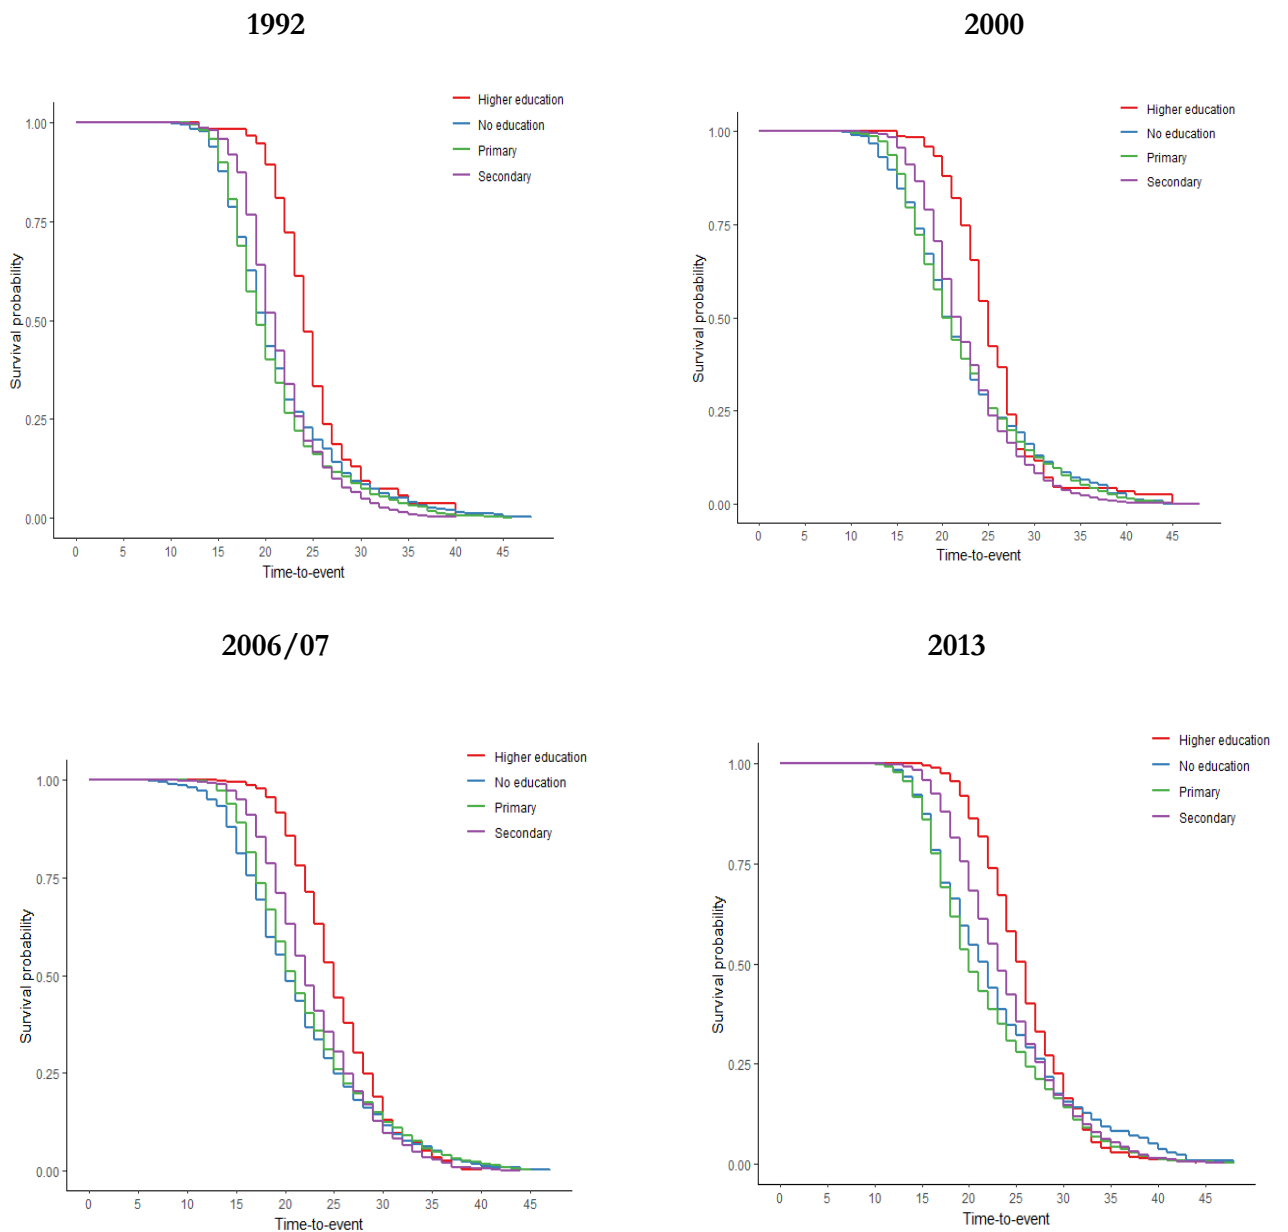 1992
Higher education
No education
Primary
Secondary
Survival probability
1.00
0.75
0.50
0.25
0.00
0 5 10 15 20 25 30 35 40 45
Time-to-event
2000
Higher education
No education
Primary
Secondary
Survival probability
1.00
0.75
0.50
0.25
0.00
0 5 10 15 20 25 30 35 40 45
Time-to-event
2006/07
Higher education
No education
Primary
Secondary
Survival probability
1.00
0.75
0.50
0.25
0.00
0 5 10 15 20 25 30 35 40 45
Time-to-event
2013
Higher education
No education
Primary
Secondary
Survival probability
1.00
0.75
0.50
0.25
0.00
0 5 10 15 20 25 30 35 40 45
Time-to-event